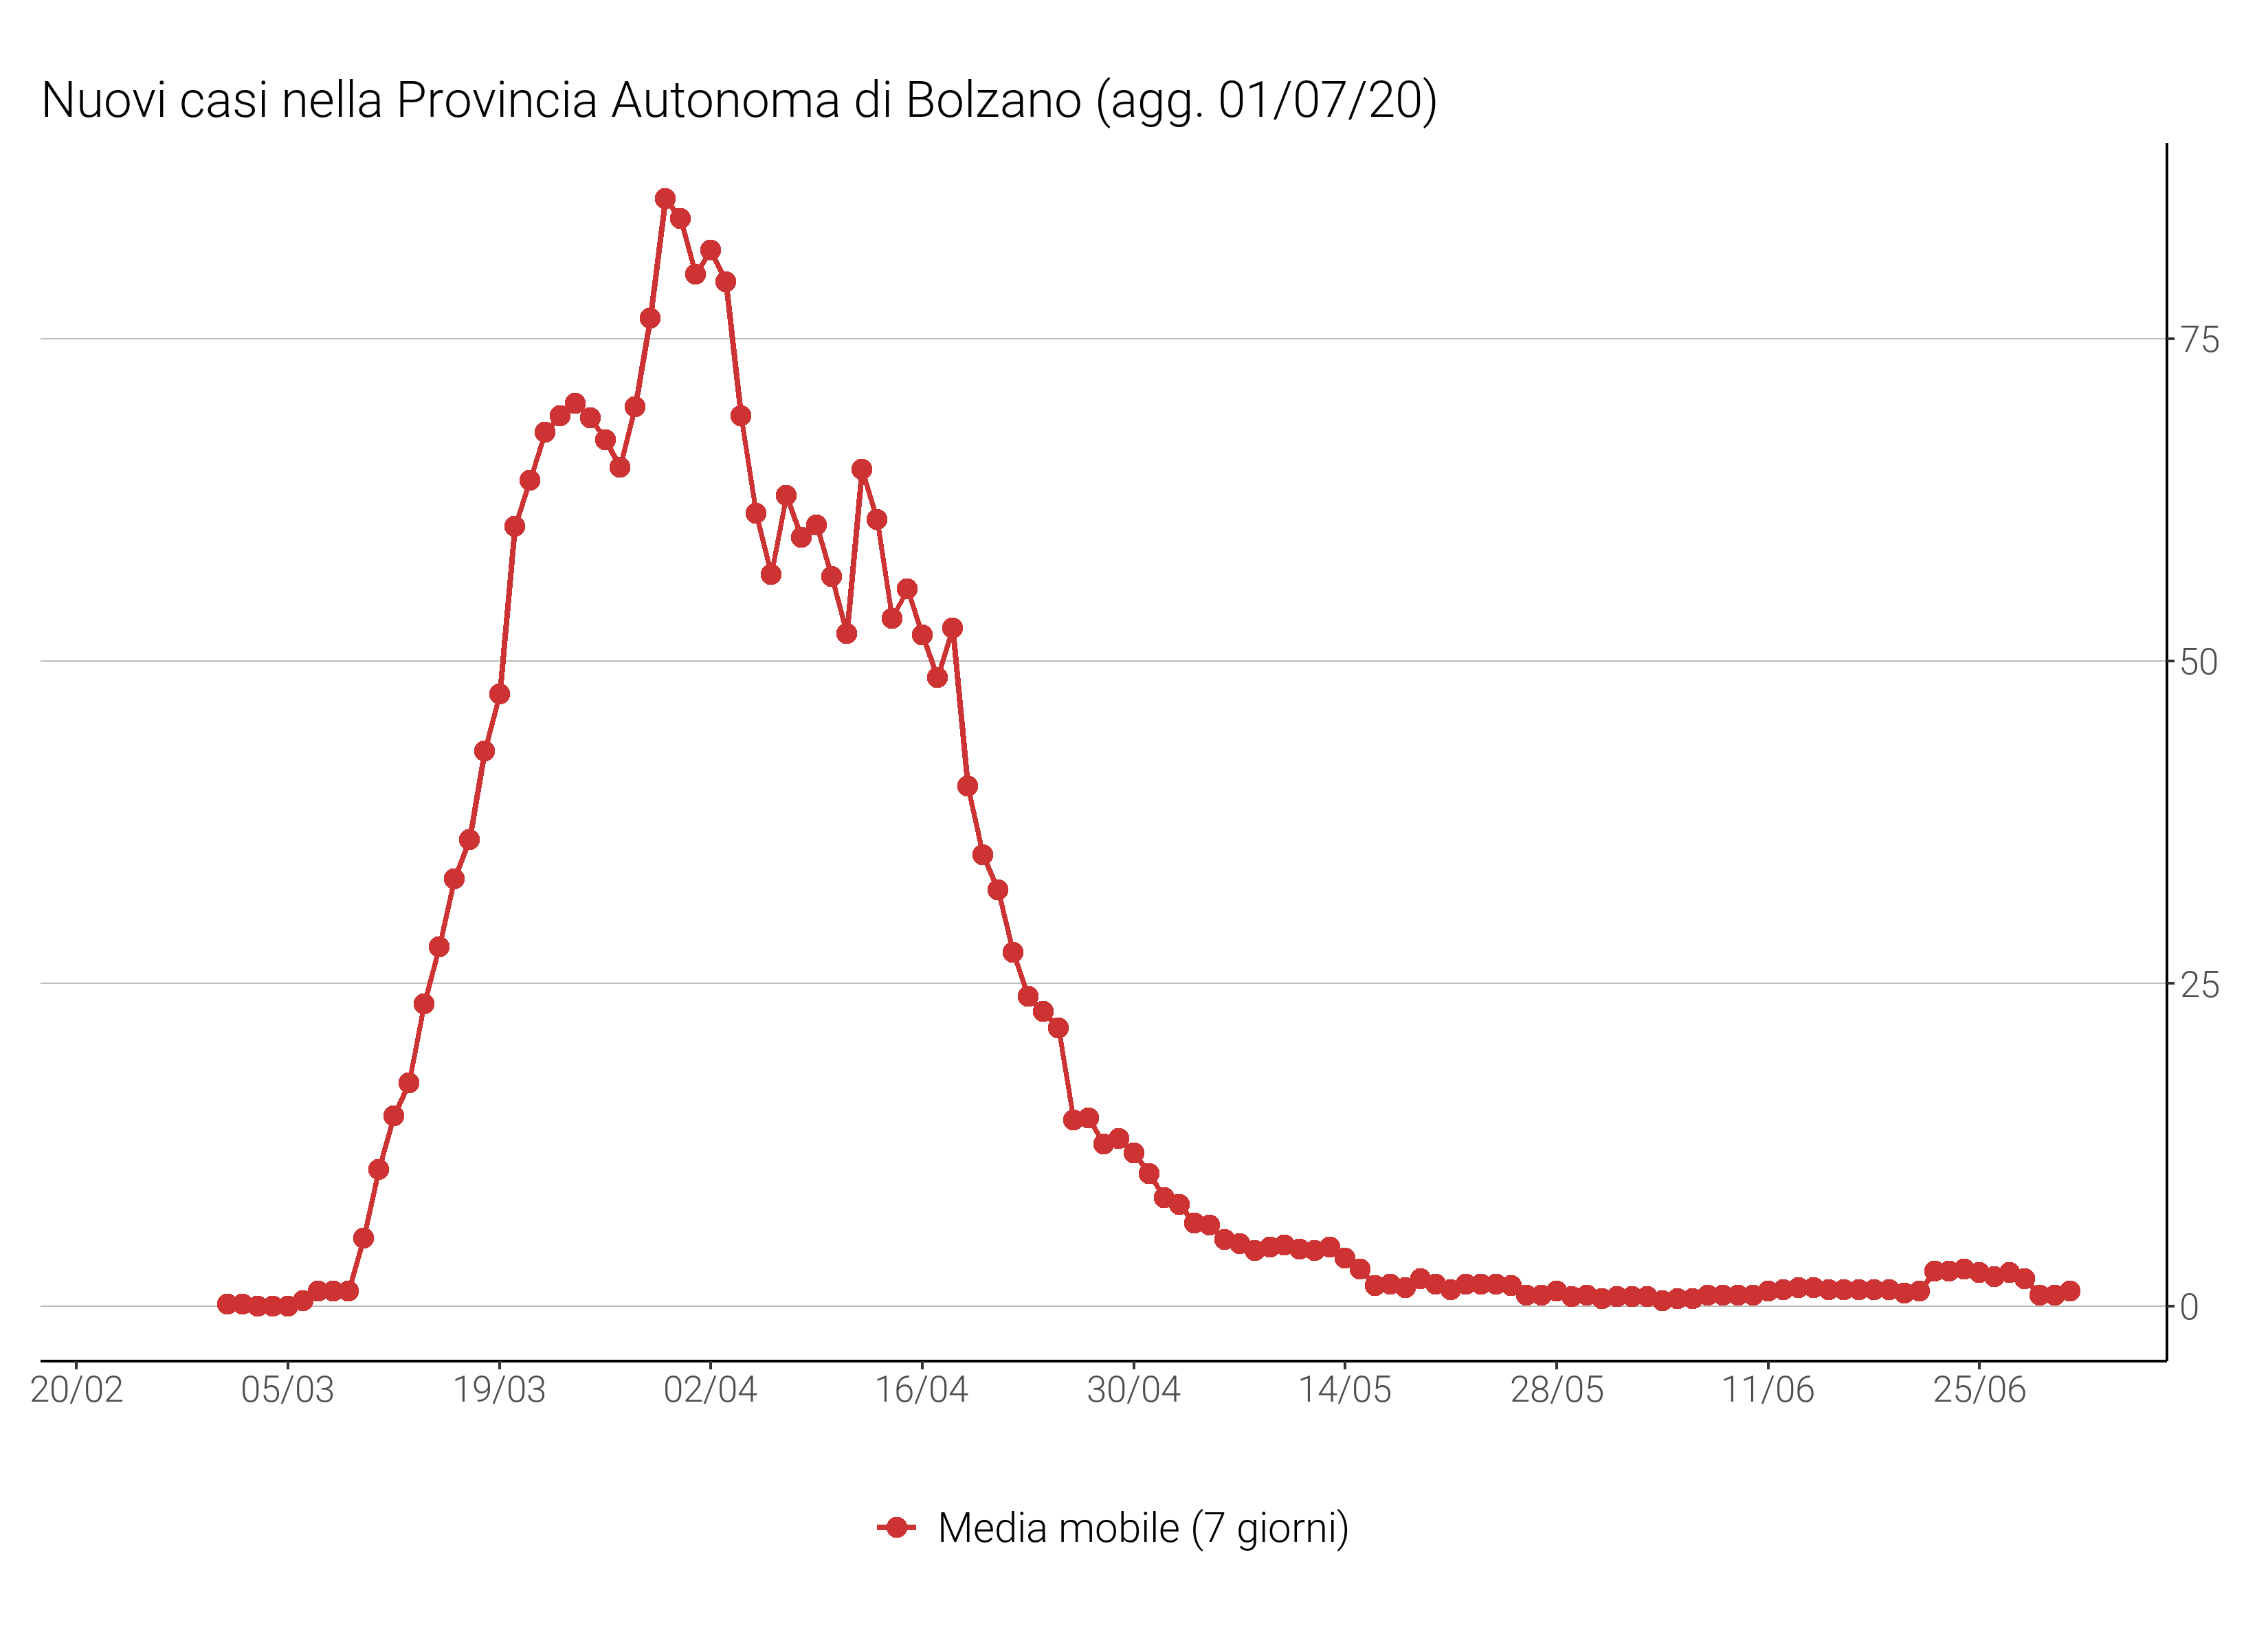 Nuovi casi nella Provincia Autonoma di Bolzano (agg. 01/07/20)
75
50
25
0
20/02 05/03 19/03 02/04 16/04 30/04 14/05 28/05 11/06 25/06
Media mobile (7 giorni)